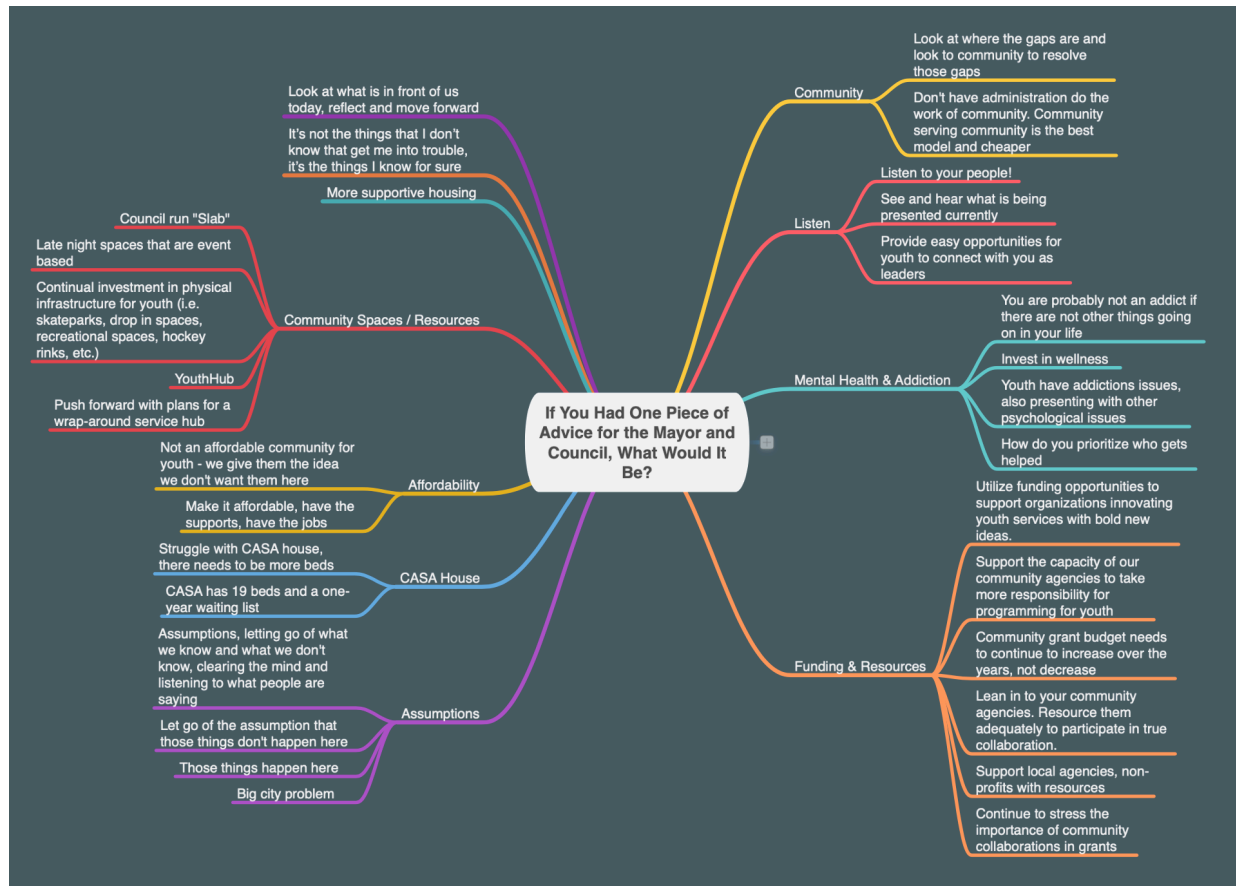 If You Had One Piece of
Advice for the Mayor and
Council, What Would It
Be?
Community
Look at where the gaps are and
look to community to resolve
those gaps
Don't have administration do the
work of community. Community
serving community is the best
model and cheaper
Listen
Listen to your people!
See and hear what is being
presented currently
Provide easy opportunities for
youth to connect with you as
leaders
Mental Health & Addiction
You are probably not an addict if
there are not other things going
on in your life
Invest in wellness
Youth have addictions issues,
also presenting with other
psychological issues
How do you prioritize who gets
helped
Funding & Resources
Utilize funding opportunities to
support organizations innovating
youth services with bold new
ideas.
Support the capacity of our
community agencies to take
more responsibility for
programming for youth
Community grant budget needs
to continue to increase over the
years, not decrease
Lean in to your community
agencies. Resource them
adequately to participate in true
collaboration.
Support local agencies, non-
profits with resources
Continue to stress the
importance of community
collaborations in grants
Look at what is in front of us
today, reflect and move forward
It's not the things that I don't
know that get me into trouble,
it's the things I know for sure
More supportive housing
Community Spaces / Resources
Council run "Slab"
Late night spaces that are event
based
Continual investment in physical
infrastructure for youth (i.e.
skateparks, drop in spaces,
recreational spaces, hockey
rinks, etc.)
YouthHub
Push forward with plans for a
wrap-around service hub
Affordability
Not an affordable community for
youth - we give them the idea
we don't want them here
Make it affordable, have the
supports, have the jobs
CASA House
Struggle with CASA house,
there needs to be more beds
CASA has 19 beds and a one-
year waiting list
Assumptions
Assumptions, letting go of what
we know and what we don't
know, clearing the mind and
listening to what people are
saying
Let go of the assumption that
those things don't happen here
Those things happen here
Big city problem